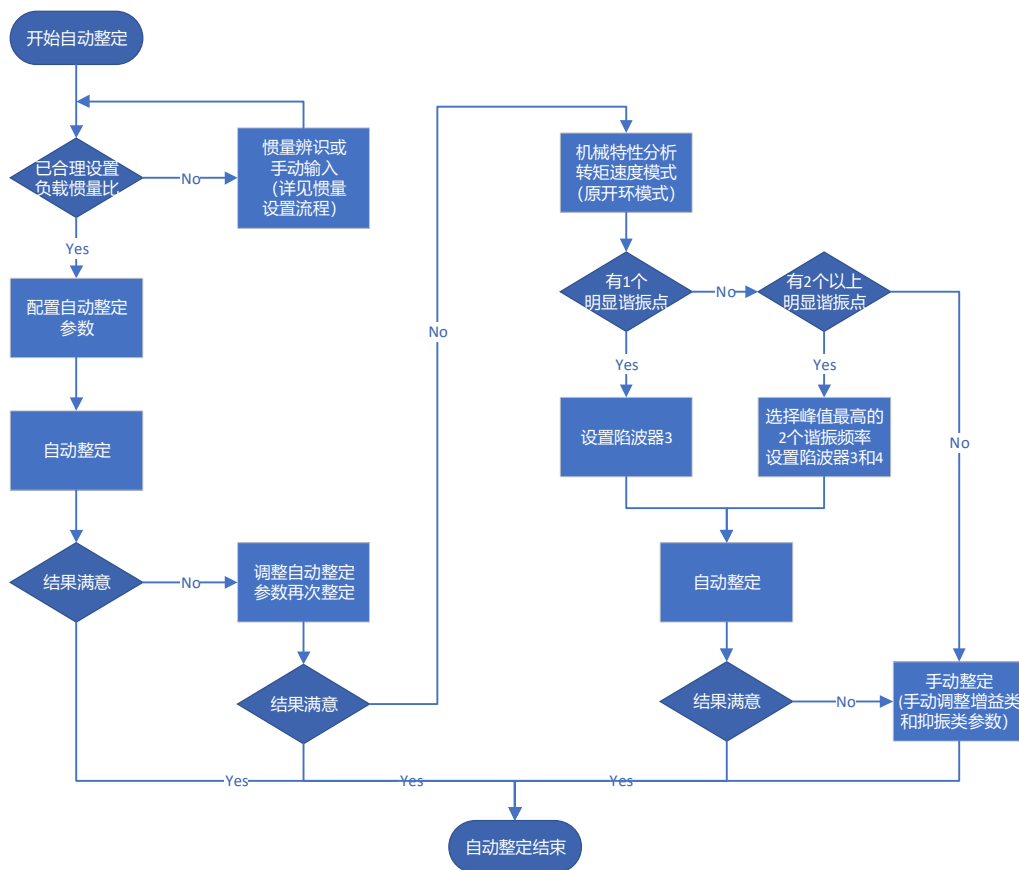 开始自动整定
已合理设置
负载惯量比
No
惯量辨识或
手动输入
（详见惯量
设置流程）
Yes
配置自动整定
参数
自动整定
结果满意
No
调整自动整定
参数再次整定
结果满意
No
机械特性分析
转矩速度模式
（原开环模式）
有1个
明显谐振点
No
有2个以上
明显谐振点
Yes
Yes
设置陷波器3
选择峰值最高的
2个谐振频率
设置陷波器3和4
No
自动整定
结果满意
No
手动整定
(手动调整增益类
和抑振类参数）
Yes
Yes
Yes
自动整定结束